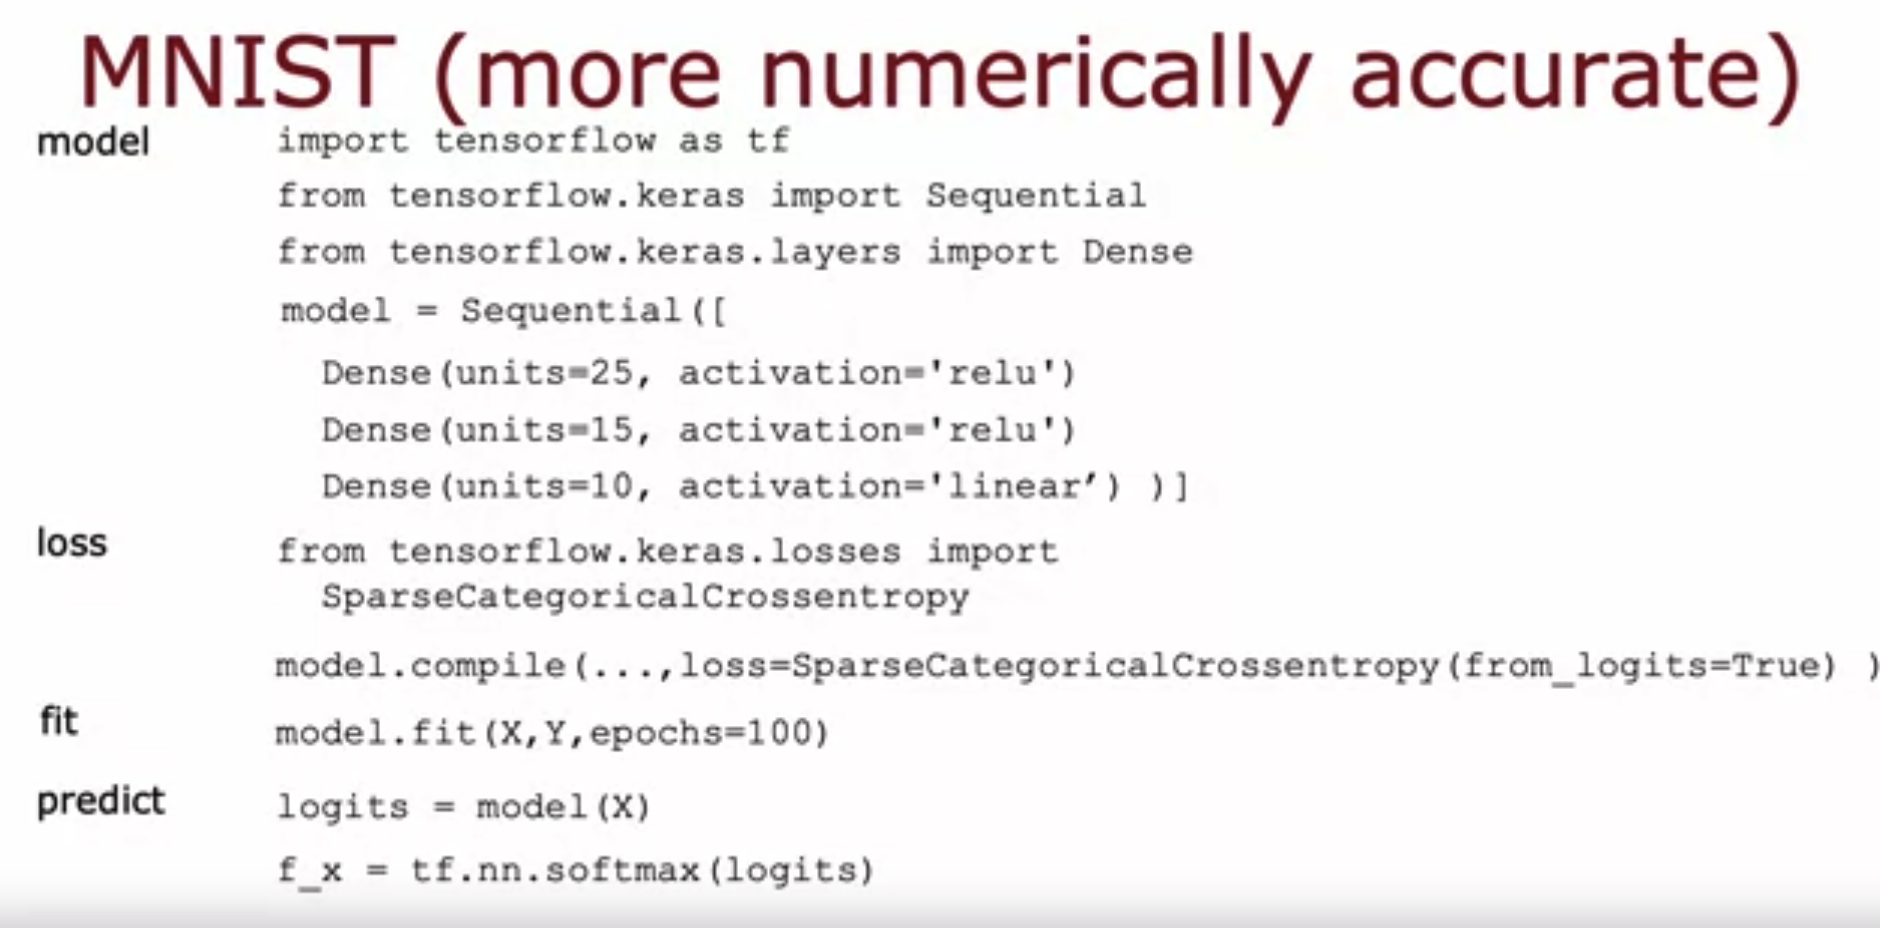 MNIST (more numerically accurate)
model
import tensorflow as tf
from tensorflow.keras import Sequential
from tensorflow.keras.layers import Dense
model = Sequential([
Dense(units=25, activation='relu')
Dense(units=15, activation='relu')
Dense(units=10, activation='linear’) )]
loss
from tensorflow.keras.losses import
SparseCategoricalCrossentropy
model.compile(...,loss=SparseCategoricalCrossentropy(from_logits=True) )
fit
model.fit(X,Y,epochs=100)
predict
logits = model(X)
f_x = tf.nn.softmax(logits)